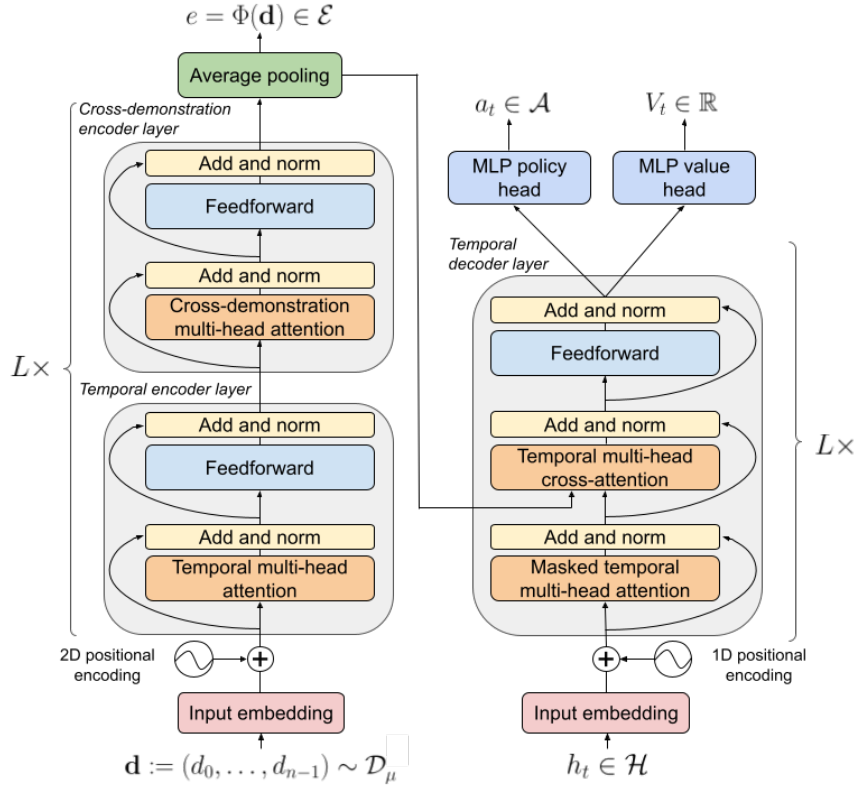 e = Φ(d) ∈ ℰ
Average pooling
Cross-demonstration
encoder layer
Add and norm
Feedforward
Add and norm
Cross-demonstration
multi-head attention
L×
Temporal encoder layer
Add and norm
Feedforward
Add and norm
Temporal multi-head
attention
2D positional
encoding
+
Input embedding
d := (d₀, . . . , dₙ₋₁) ∼ 𝒟_μ
a_t ∈ 𝒜
V_t ∈ ℝ
MLP policy
head
MLP value
head
Temporal
decoder layer
Add and norm
Feedforward
Add and norm
Temporal multi-head
cross-attention
L×
Add and norm
Masked temporal
multi-head attention
+
1D positional
encoding
Input embedding
h_t ∈ ℋ